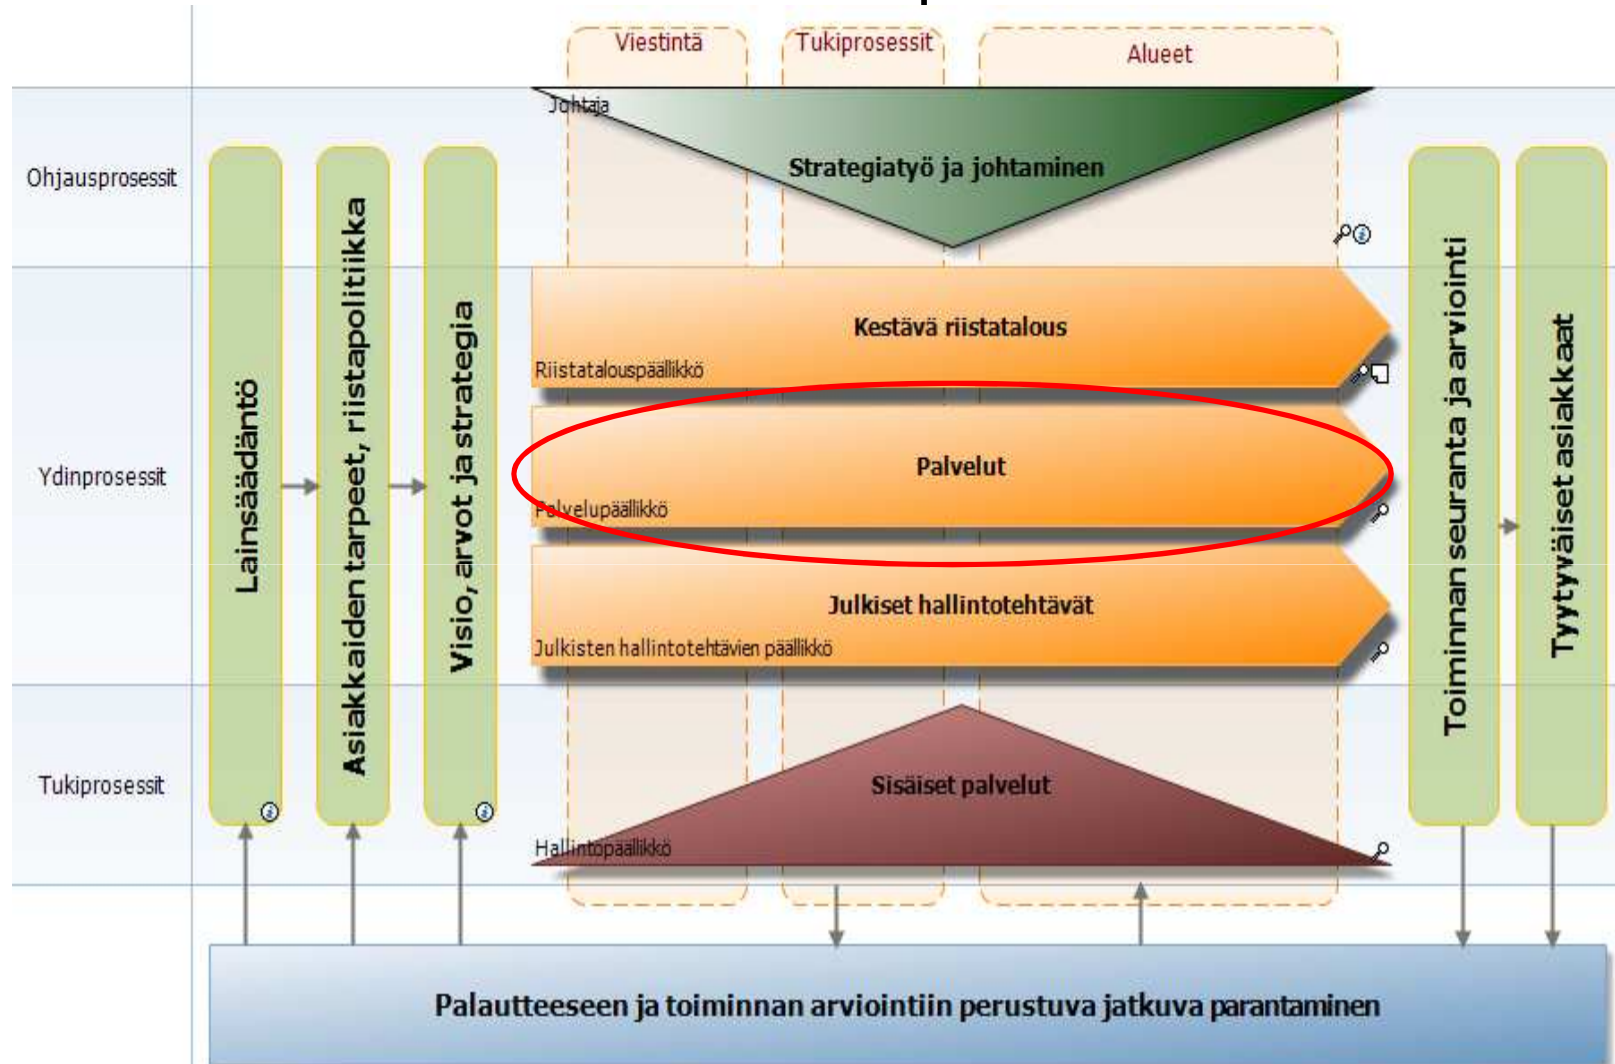 Viestintä
Tukiprosessit
Alueet
Johtaja
Strategiatyö ja johtaminen
Ohjausprosessit
Lainsäädäntö
Asiakkaiden tarpeet, riistapolitiikka
Visio, arvot ja strategia
Kestävä riistatalous
Riistatalouspäällikkö
Ydinprosessit
Palvelut
Palvelupäällikkö
Julkiset hallintotehtävät
Julkisten hallintotehtävien päällikkö
Toiminnan seuranta ja arviointi
Tyytyväiset asiakkaat
Tukiprosessit
Sisäiset palvelut
Hallintopäällikkö
Palautteeseen ja toiminnan arviointiin perustuva jatkuva parantaminen